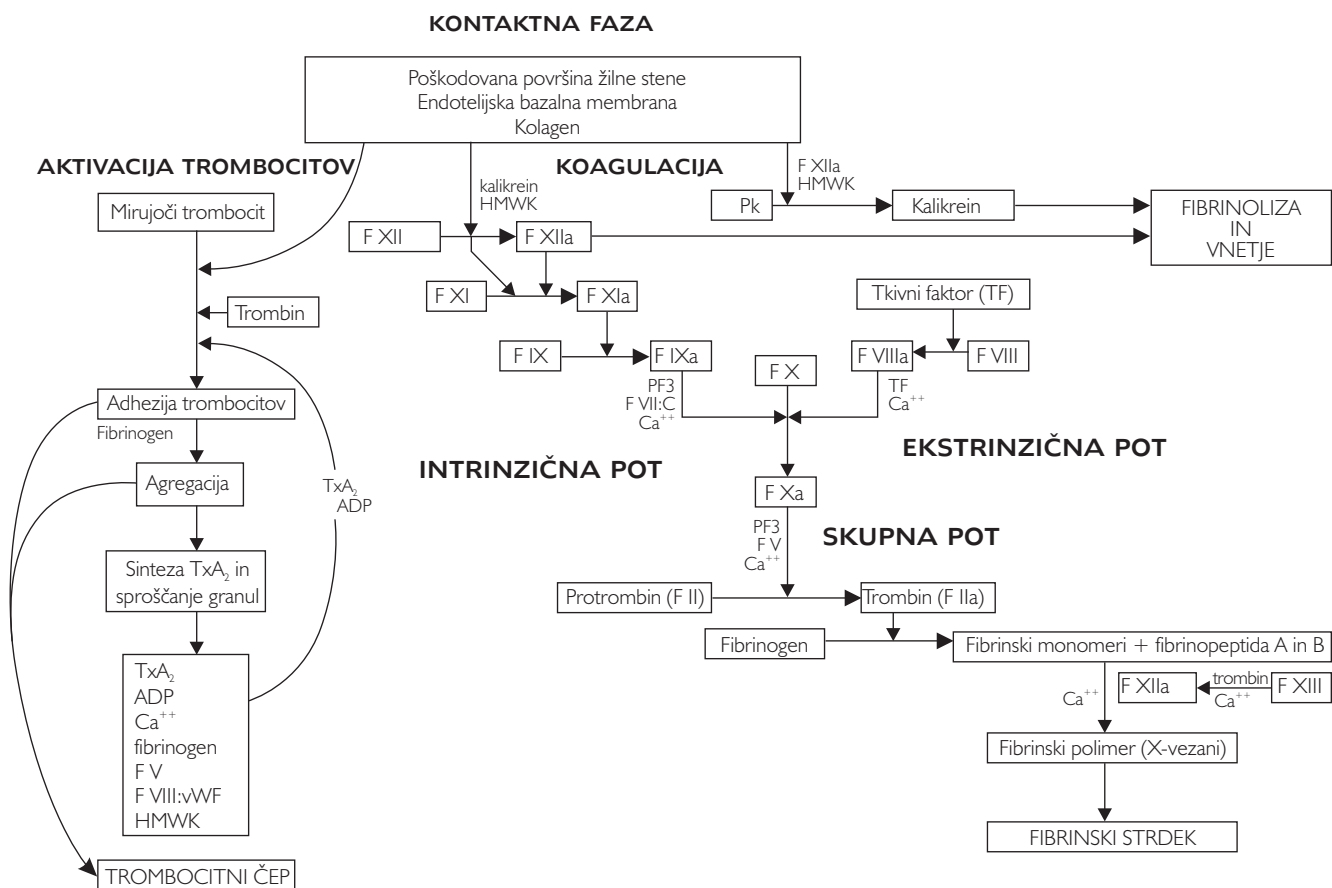 KONTAKTNA FAZA
Poškodovana površina žilne stene
Endotelijska bazalna membrana
Kolagen
AKTIVACIJA TROMBOCITOV
Mirujoči trombocit
Trombin
Adhezija trombocitov
Fibrinogen
Agregacija
TxA₂
ADP
Sinteza TxA₂ in
sproščanje granul
TxA₂
ADP
Ca⁺⁺
fibrinogen
F V
F VIII:vWF
HMWK
TROMBOCITNI ČEP
KOAGULACIJA
kalikrein
HMWK
F XIIa
HMWK
Pk
Kalikrein
FIBRINOLIZA
IN
VNETJE
F XII
F XIIa
F XI
F XIa
Tkivni faktor (TF)
F IX
F IXa
F X
F VIIIa
F VIII
PF3
F VII:C
Ca⁺⁺
TF
Ca⁺⁺
INTRINZIČNA POT
EKSTRINZIČNA POT
F Xa
PF3
F V
Ca⁺⁺
SKUPNA POT
Protrombin (F II)
Trombin (F IIa)
Fibrinogen
Fibrinski monomeri + fibrinopeptida A in B
Ca⁺⁺
F XIIa
trombin
Ca⁺⁺
F XIII
Fibrinski polimer (X-vezani)
FIBRINSKI STRDEK